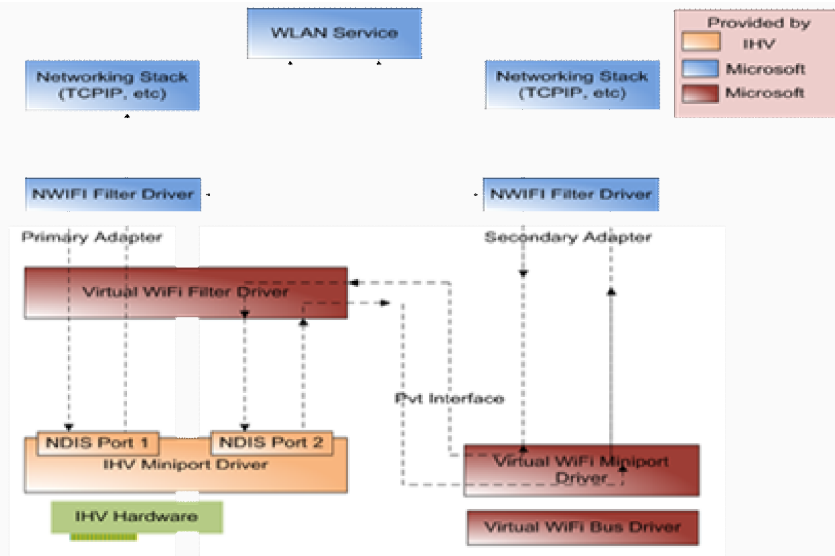 WLAN Service
Provided by
IHV
Microsoft
Microsoft
Networking Stack
(TCPIP, etc)
Networking Stack
(TCPIP, etc)
NWIFI Filter Driver
NWIFI Filter Driver
Primary Adapter
Secondary Adapter
Virtual WiFi Filter Driver
Pvt Interface
NDIS Port 1
NDIS Port 2
IHV Miniport Driver
Virtual WiFi Miniport
Driver
IHV Hardware
Virtual WiFi Bus Driver